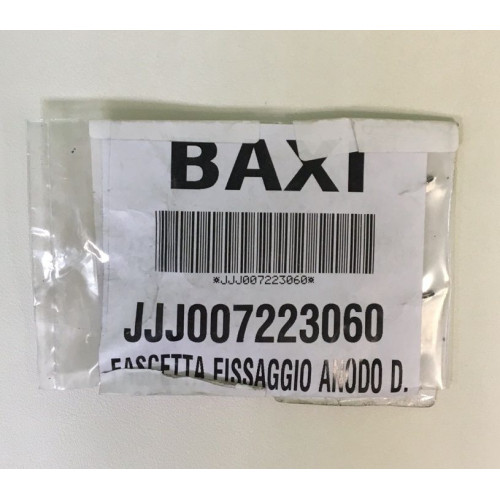 BAXI
*JJJ007223060*
JJJ007223060
FASCETTA FISSAGGIO ANODO D.